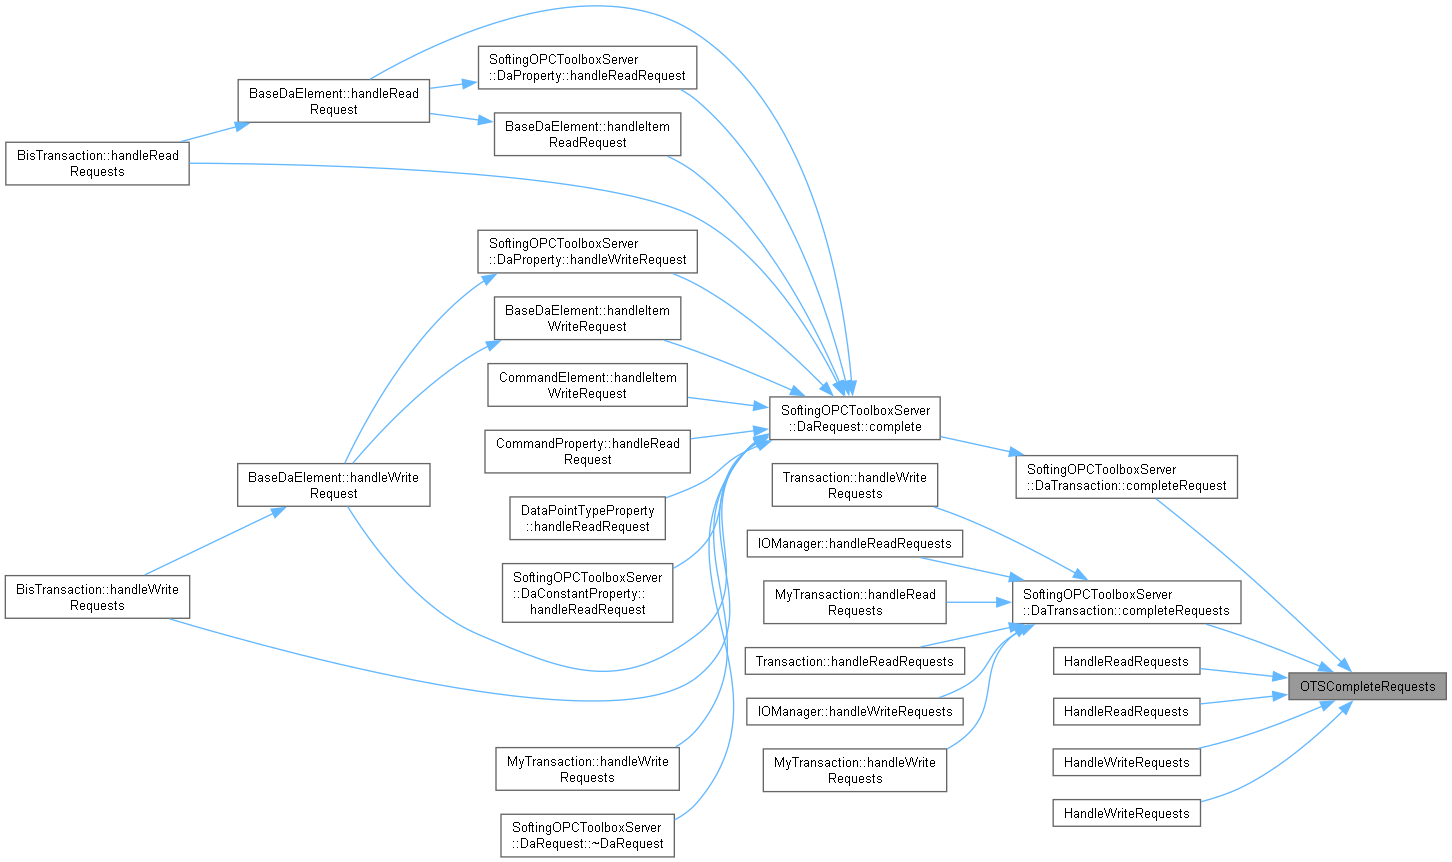 SoftingOPCToolboxServer
::DaProperty::handleReadRequest
BaseDaElement::handleRead
Request
BaseDaElement::handleItem
ReadRequest
BisTransaction::handleRead
Requests
SoftingOPCToolboxServer
::DaProperty::handleWriteRequest
BaseDaElement::handleItem
WriteRequest
CommandElement::handleItem
WriteRequest
SoftingOPCToolboxServer
::DaRequest::complete
CommandProperty::handleRead
Request
BaseDaElement::handleWrite
Request
SoftingOPCToolboxServer
::DaTransaction::completeRequest
Transaction::handleWrite
Requests
DataPointTypeProperty
::handleReadRequest
IOManager::handleReadRequests
SoftingOPCToolboxServer
::DaConstantProperty::
handleReadRequest
BisTransaction::handleWrite
Requests
MyTransaction::handleRead
Requests
SoftingOPCToolboxServer
::DaTransaction::completeRequests
Transaction::handleReadRequests
HandleReadRequests
OTSCompleteRequests
IOManager::handleWriteRequests
HandleReadRequests
MyTransaction::handleWrite
Requests
MyTransaction::handleWrite
Requests
HandleWriteRequests
HandleWriteRequests
SoftingOPCToolboxServer
::DaRequest::~DaRequest